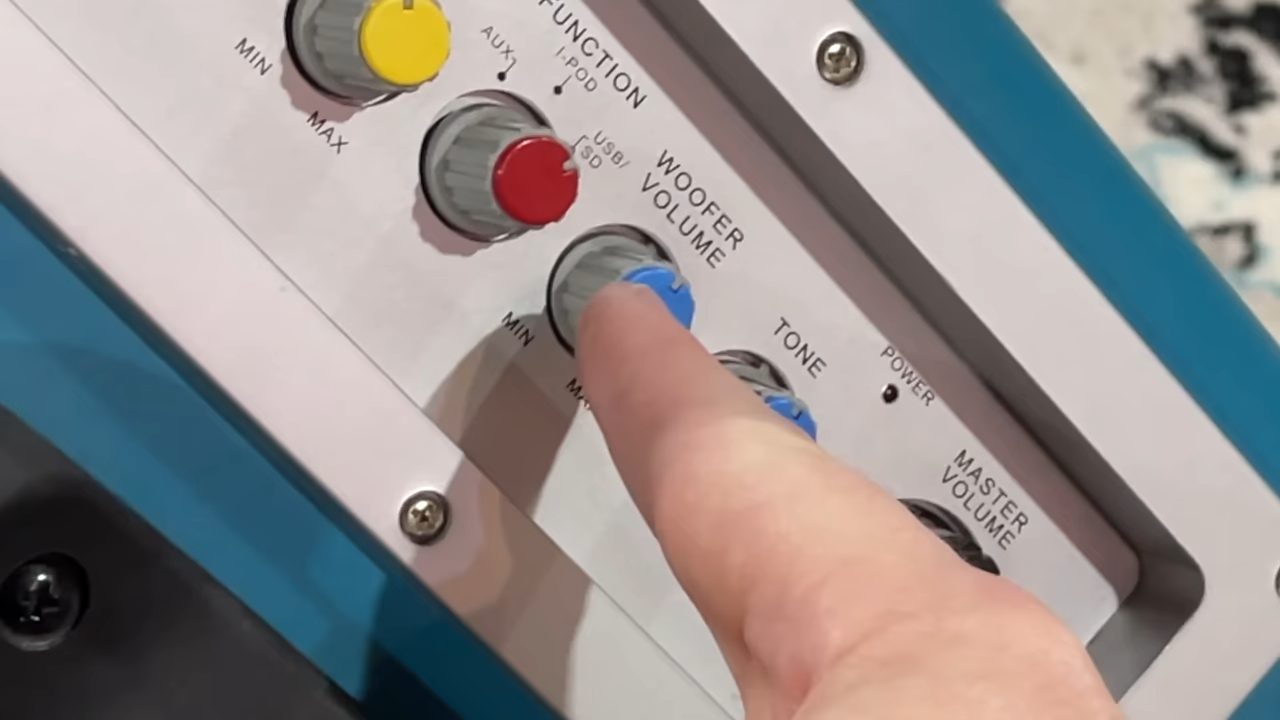 MIN
MAX
FUNCTION
AUX
I-POD
USB/
SD
WOOFER
VOLUME
MIN
TONE
POWER
MASTER
VOLUME